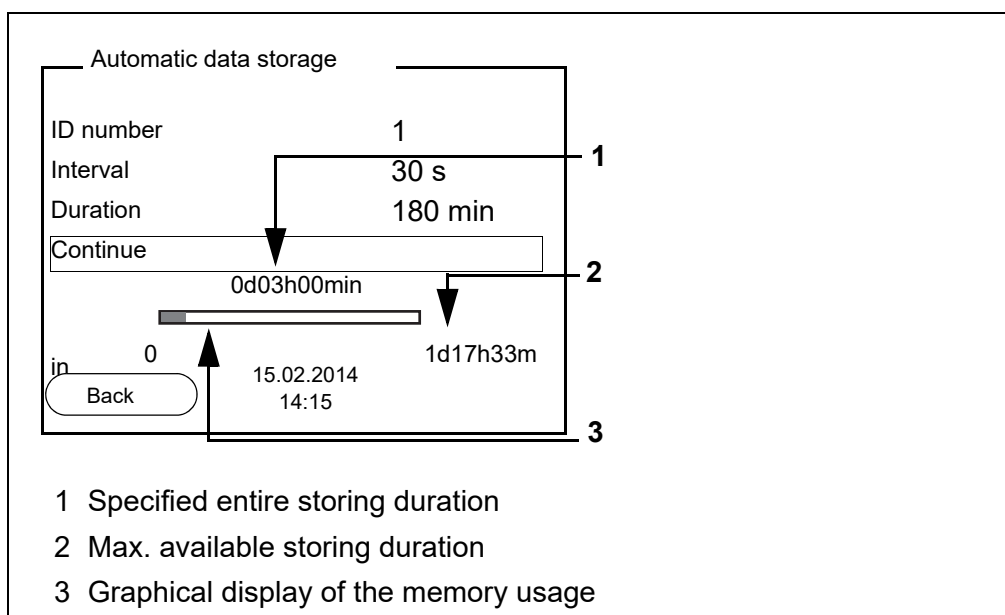 Automatic data storage
ID number 1
Interval 30 s 1
Duration 180 min
Continue
2
0d03h00min
0 1d17h33m
in
15.02.2014
Back 14:15
3
1 Specified entire storing duration
2 Max. available storing duration
3 Graphical display of the memory usage